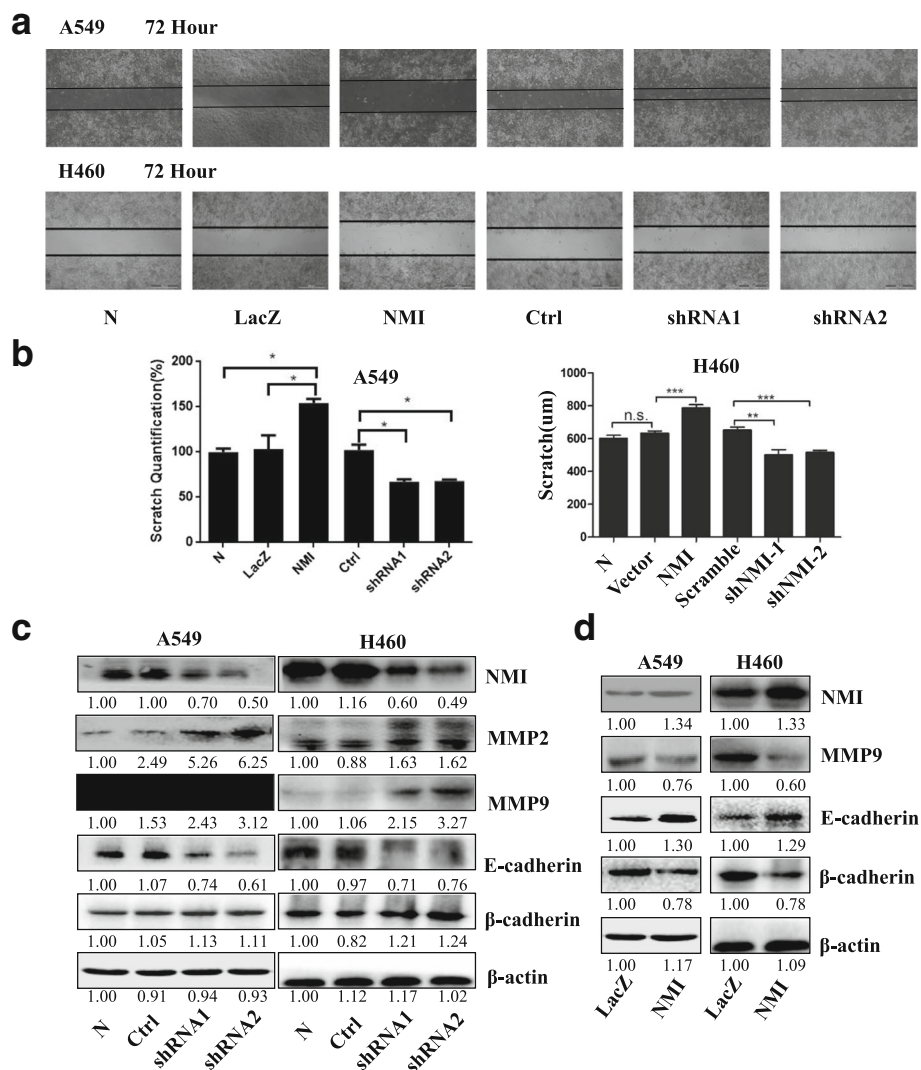 a
A549 72 Hour
H460 72 Hour
N LacZ NMI Ctrl shRNA1 shRNA2
b
Scratch Quantification(%)
A549
200
150
100
50
0
* * * *
N LacZ NMI Ctrl shRNA1 shRNA2
H460
Scratch(um)
1000
800
600
400
200
0
n.s. *** ** ***
N Vector NMI Scramble shNMI-1 shNMI-2
c
A549 H460
NMI
1.00 1.00 0.70 0.50 1.00 1.16 0.60 0.49
MMP2
1.00 2.49 5.26 6.25 1.00 0.88 1.63 1.62
MMP9
1.00 1.53 2.43 3.12 1.00 1.06 2.15 3.27
E-cadherin
1.00 1.07 0.74 0.61 1.00 0.97 0.71 0.76
β-cadherin
1.00 1.05 1.13 1.11 1.00 0.82 1.21 1.24
β-actin
1.00 0.91 0.94 0.93 1.00 1.12 1.17 1.02
N Ctrl shRNA1 shRNA2 N Ctrl shRNA1 shRNA2
d
A549 H460
NMI
1.00 1.34 1.00 1.33
MMP9
1.00 0.76 1.00 0.60
E-cadherin
1.00 1.30 1.00 1.29
β-cadherin
1.00 0.78 1.00 0.78
β-actin
1.00 1.17 1.00 1.09
LacZ NMI LacZ NMI